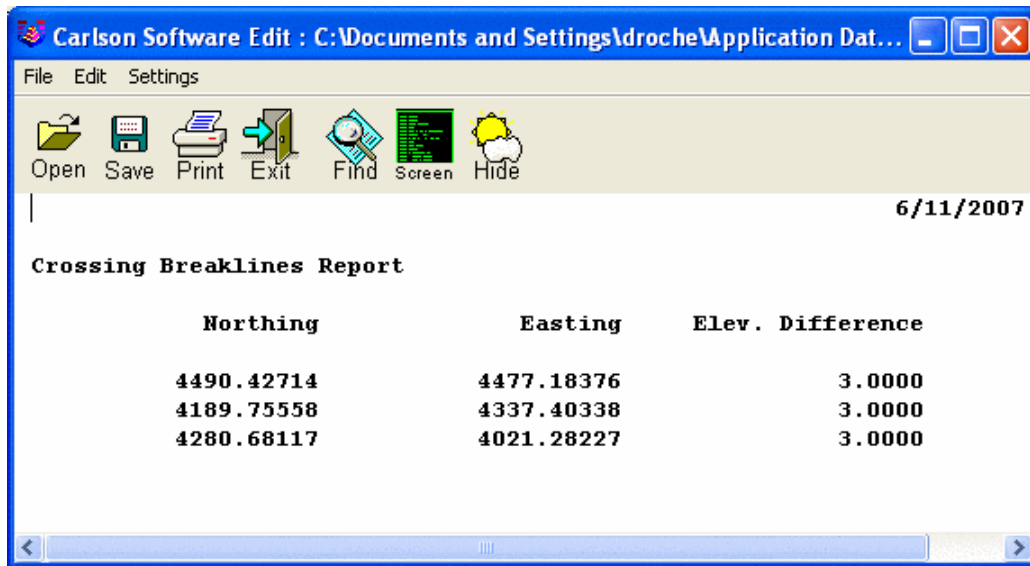 Carlson Software Edit : C:\Documents and Settings\droche\Application Dat...
File Edit Settings
Open Save Print Exit Find Screen Hide
6/11/2007
Crossing Breaklines Report
Northing Easting Elev. Difference
4490.42714 4477.18376 3.0000
4189.75558 4337.40338 3.0000
4280.68117 4021.28227 3.0000